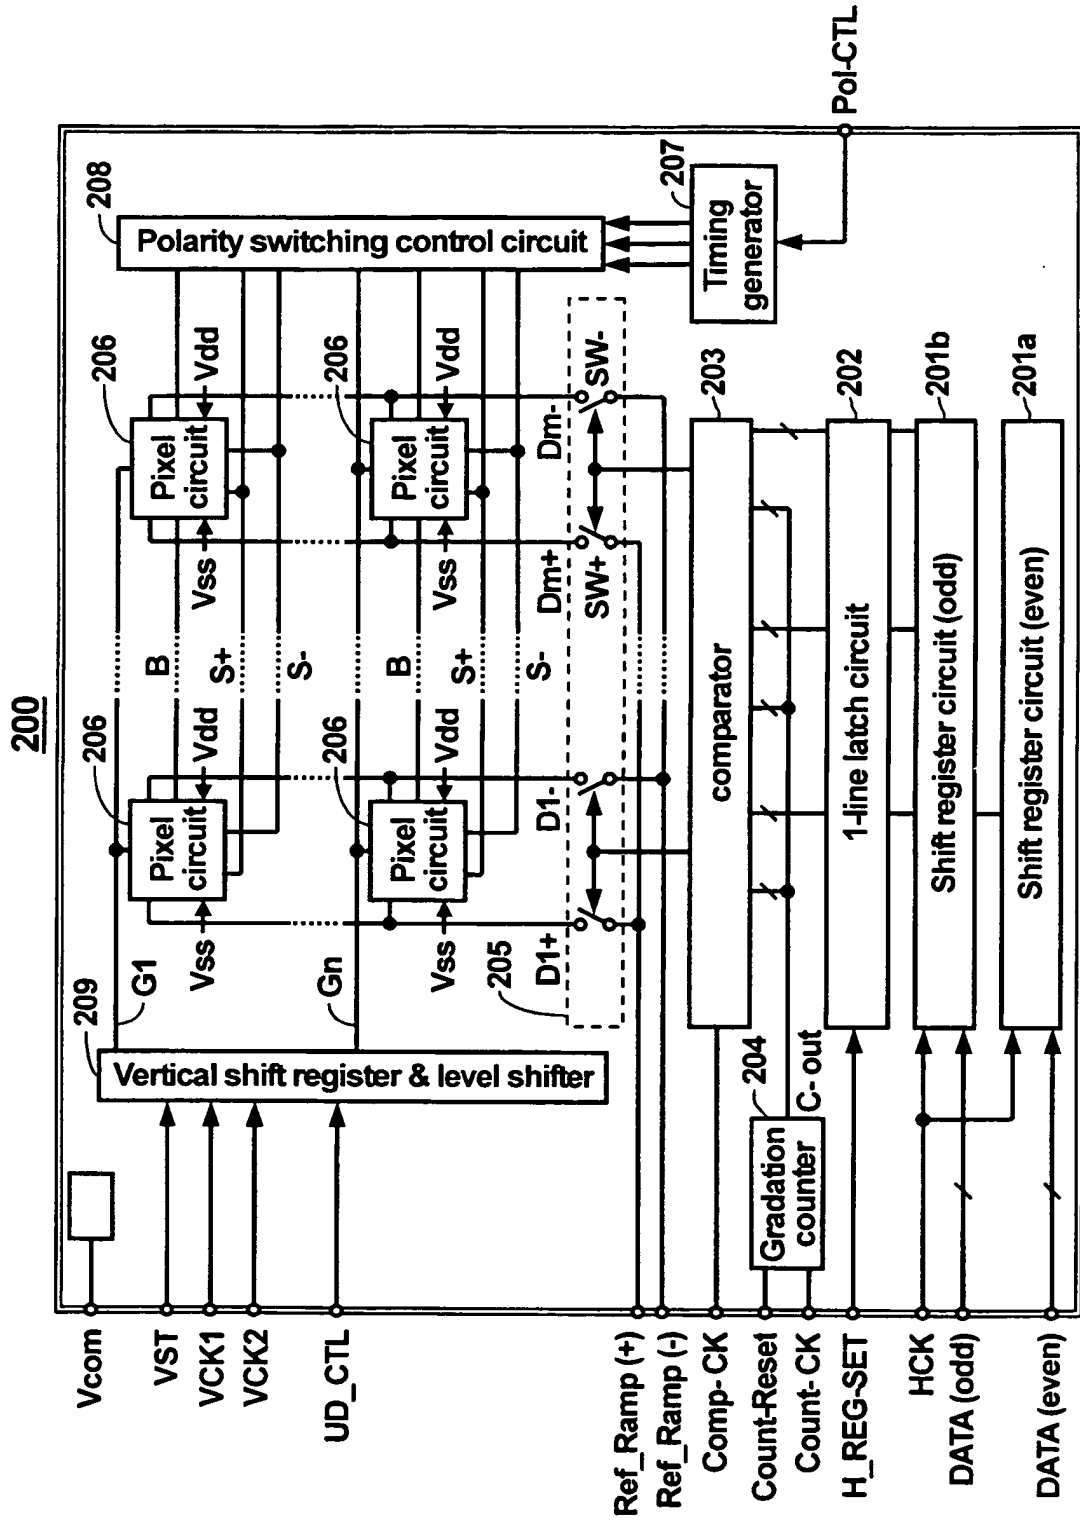 200
Vcom
VST
VCK1
VCK2
UD_CTL
Ref_Ramp (+)
Ref_Ramp (-)
Comp- CK
Count-Reset
Count- CK
H_REG-SET
HCK
DATA (odd)
DATA (even)
209
Vertical shift register & level shifter
G1
Gn
206
Pixel
circuit
Vss
Vdd
206
Pixel
circuit
Vss
Vdd
B
S+
S-
206
Pixel
circuit
Vss
Vdd
206
Pixel
circuit
Vss
Vdd
B
S+
S-
208
Polarity switching control circuit
205
D1+
D1-
Dm+
Dm-
SW+
SW-
207
Timing
generator
Pol-CTL
203
comparator
204
Gradation
counter
C- out
202
1-line latch circuit
201b
Shift register circuit (odd)
201a
Shift register circuit (even)